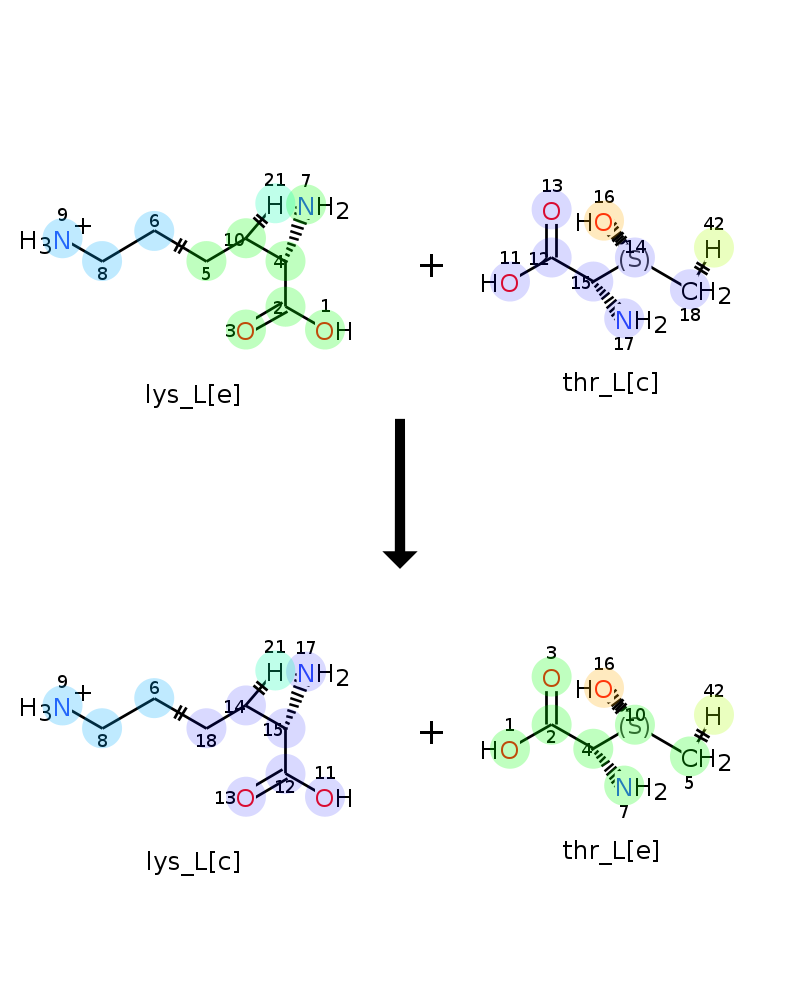 21 7
9 H NH2
H3N+ 6 10 4
8 5 2 1
3 O OH
lys_L[e]
+
13 16
O HO 14 42
11 12 (S) H
HO 15 CH2
NH2 18
17
thr_L[c]
21 17
9 H NH2
H3N+ 6 14 15
8 18 12 11
13 O OH
lys_L[c]
+
3 16
O HO 10 42
1 2 (S) H
HO 4 CH2
NH2 5
7
thr_L[e]